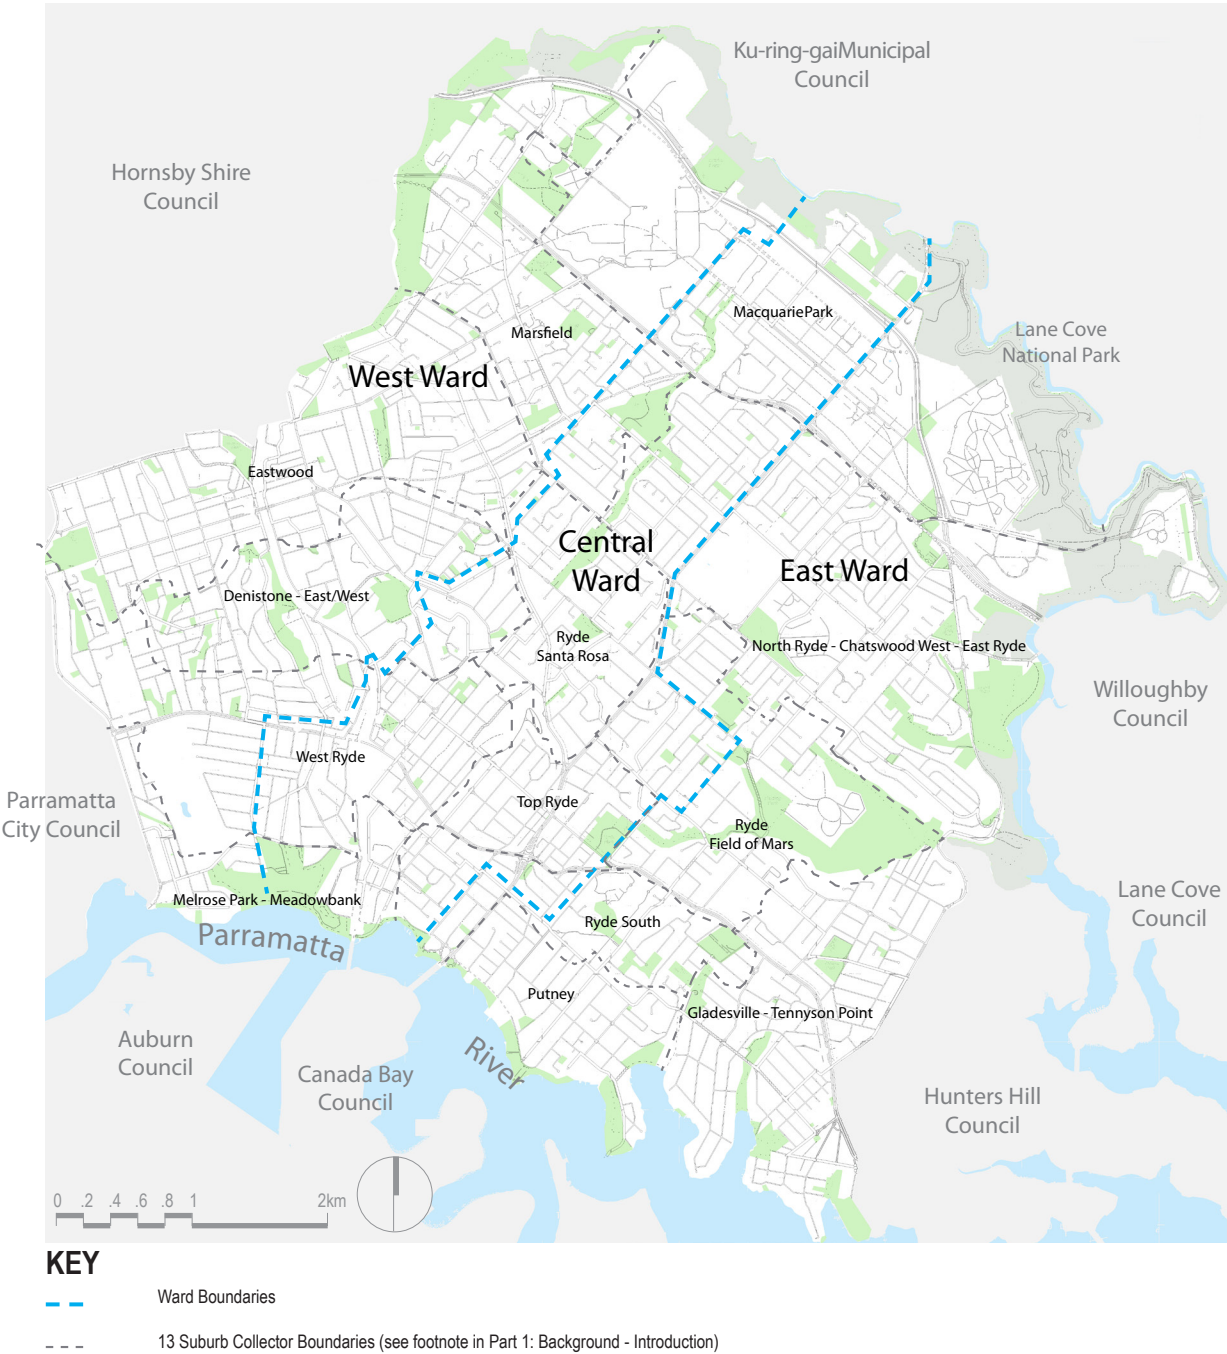 Ku-ring-gaiMunicipal
Council
Hornsby Shire
Council
MacquariePark
Marsfield
Lane Cove
National Park
West Ward
Eastwood
Central
Ward
East Ward
Denistone - East/West
Ryde
Santa Rosa
North Ryde - Chatswood West - East Ryde
Willoughby
Council
West Ryde
Parramatta
City Council
Top Ryde
Ryde
Field of Mars
Melrose Park - Meadowbank
Lane Cove
Council
Ryde South
Parramatta
Putney
Gladesville - Tennyson Point
Auburn
Council
River
Canada Bay
Council
Hunters Hill
Council
0 .2 .4 .6 .8 1 2km
KEY
Ward Boundaries
13 Suburb Collector Boundaries (see footnote in Part 1: Background - Introduction)